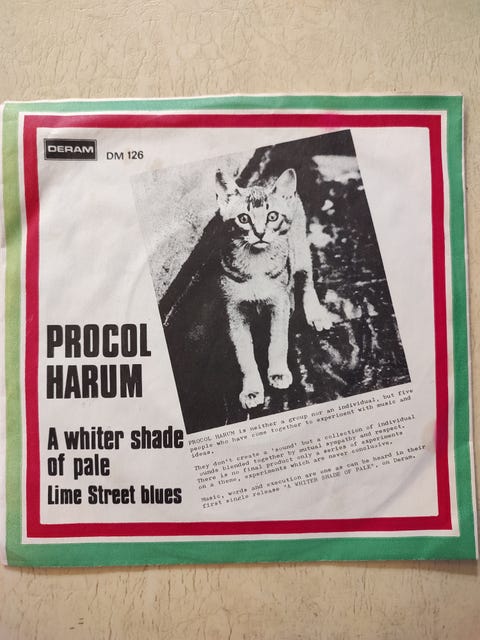 DERAM
DM 126
PROCOL
HARUM
A whiter shade
of pale
Lime Street blues
PROCOL HARUM is neither a group nor an individual, but five
people who have come together to experiment with music and
ideas.
They don't create a 'sound' but a collection of individual
ounds blended together by mutual sympathy and respect.
There is no final product only a series of experiments
on a theme, experiments which are never conclusive.
Music, words and execution are one as can be heard in their
first single release "A WHITER SHADE OF PALE", on Deram.